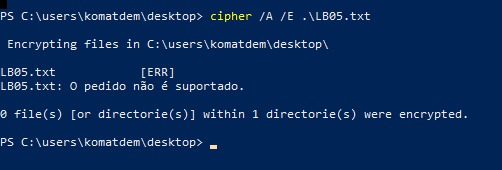 PS C:\users\komatdem\desktop> cipher /A /E .\LB05.txt
Encrypting files in C:\users\komatdem\desktop\
LB05.txt [ERR]
LB05.txt: O pedido não é suportado.
0 file(s) [or directorie(s)] within 1 directorie(s) were encrypted.
PS C:\users\komatdem\desktop>